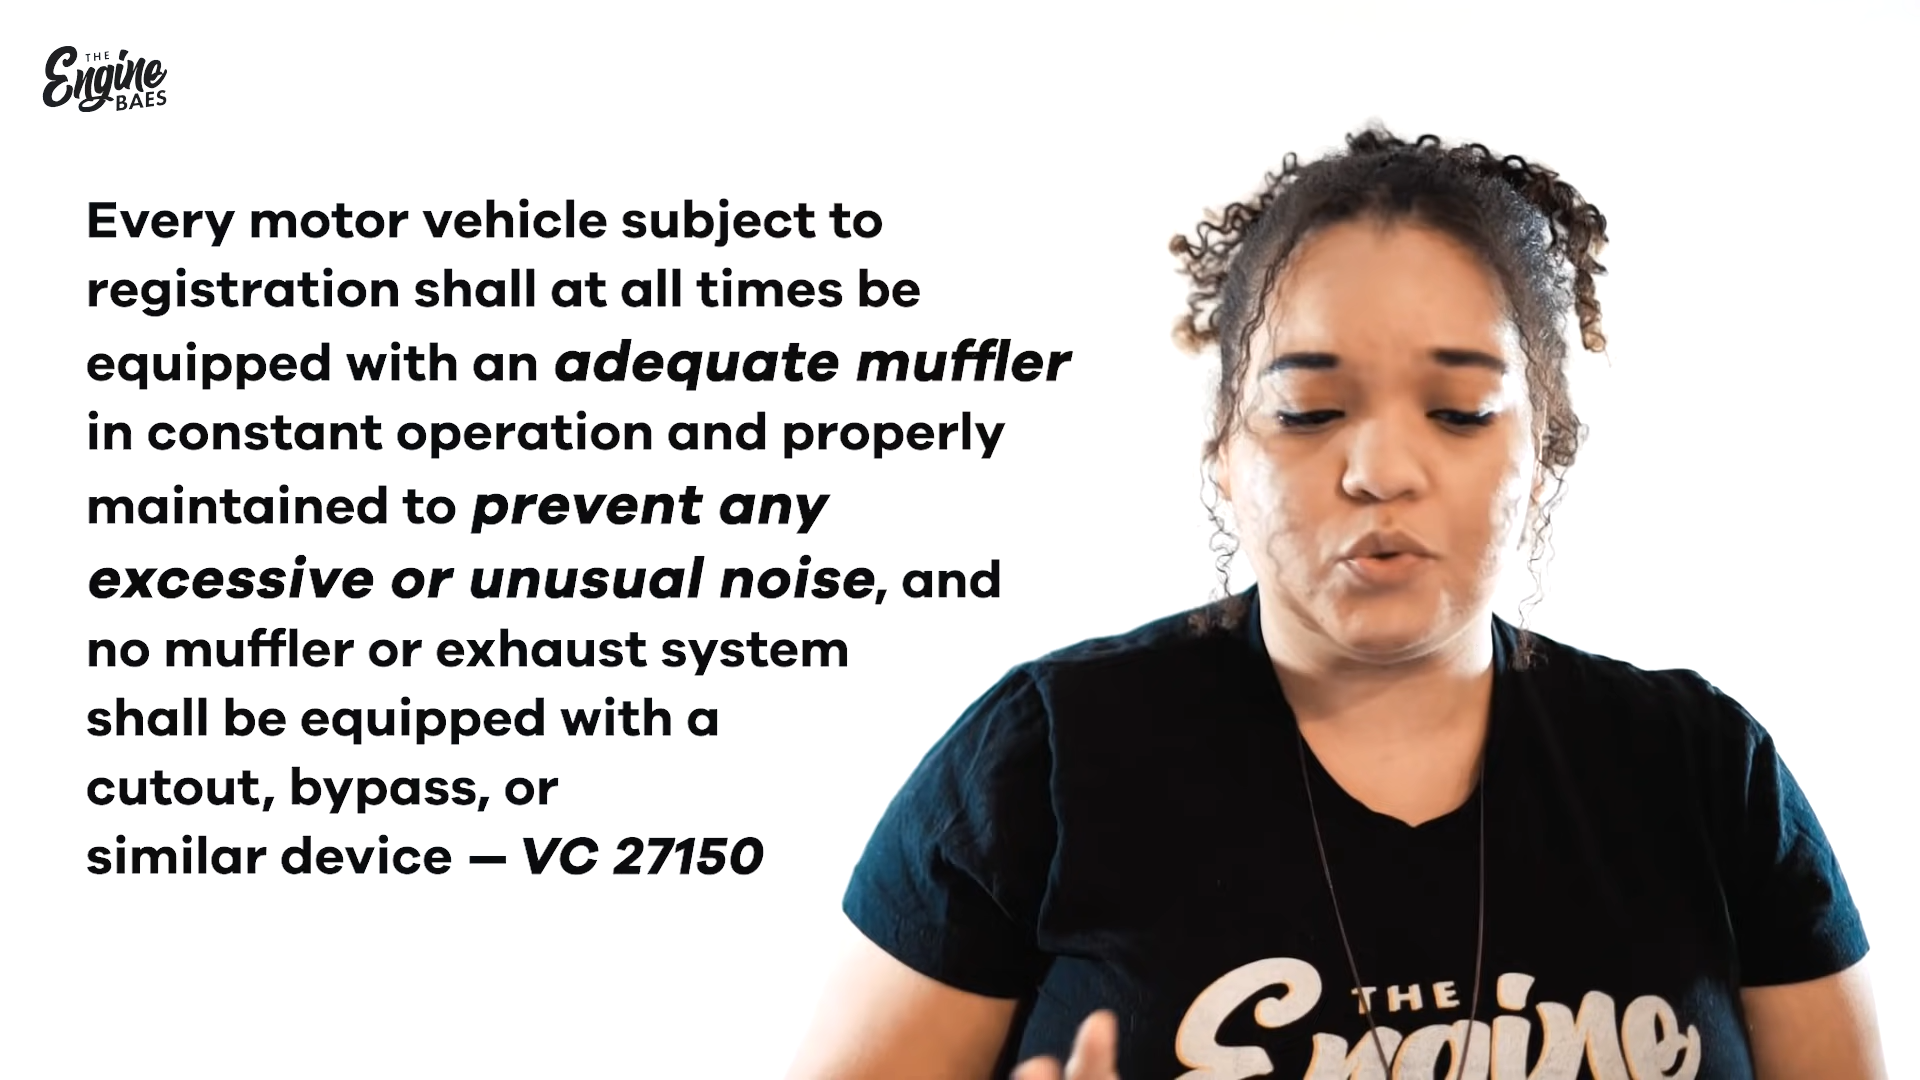 THE
Engine
BAES
Every motor vehicle subject to
registration shall at all times be
equipped with an adequate muffler
in constant operation and properly
maintained to prevent any
excessive or unusual noise, and
no muffler or exhaust system
shall be equipped with a
cutout, bypass, or
similar device — VC 27150
THE
Engine